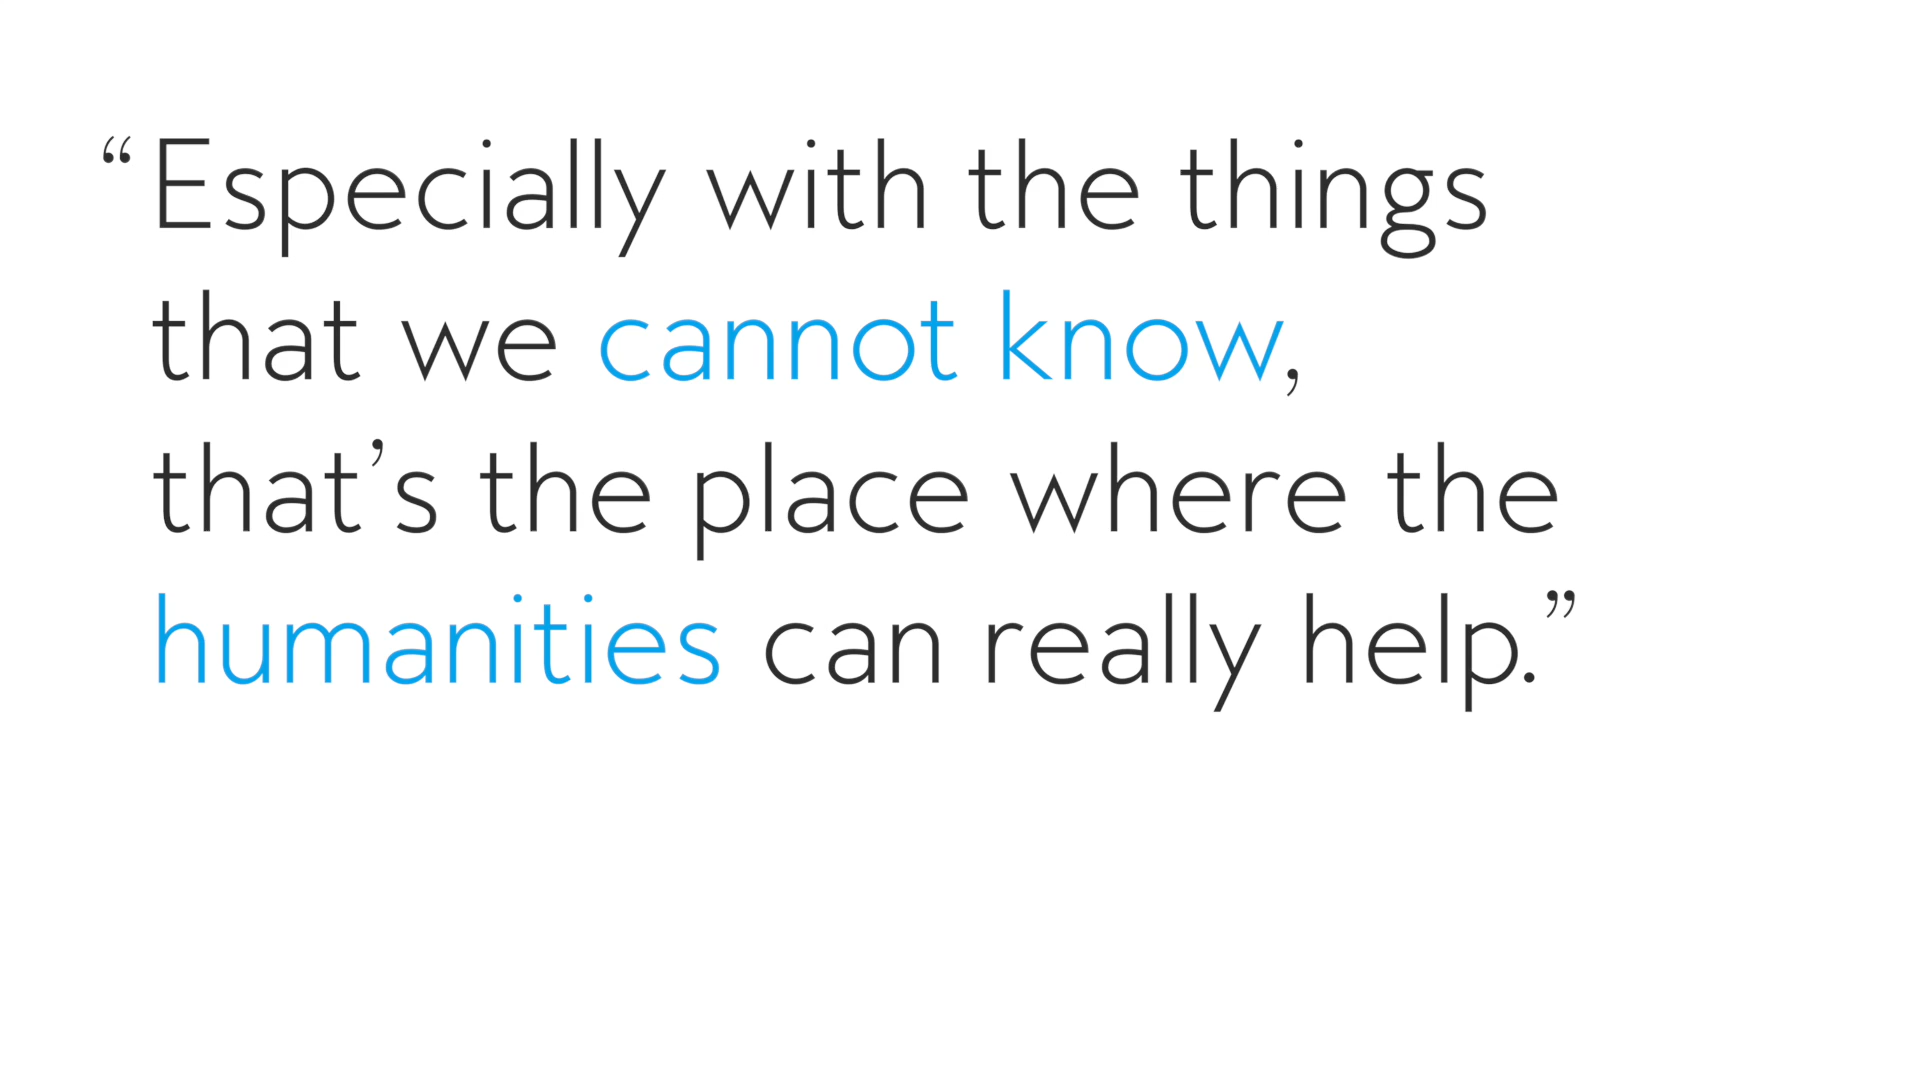 “Especially with the things
that we cannot know,
that’s the place where the
humanities can really help.”